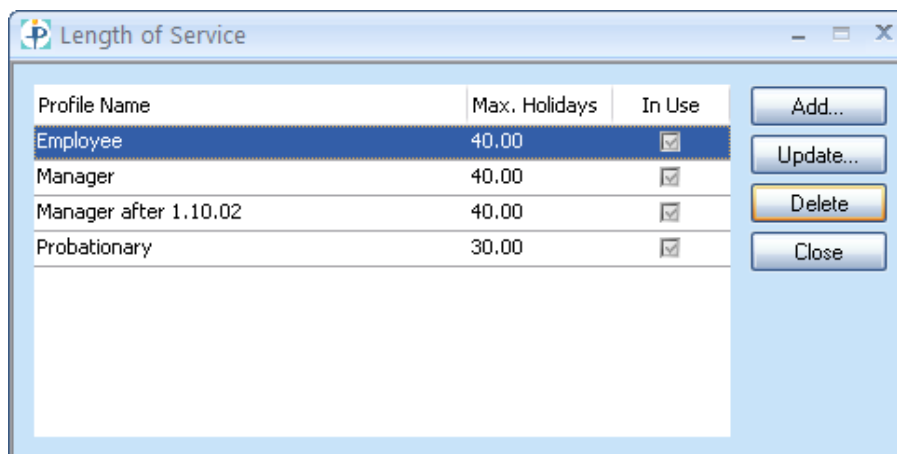 Length of Service
Profile Name Max. Holidays In Use Add...
Employee 40.00 Update...
Manager 40.00
Manager after 1.10.02 40.00 Delete
Probationary 30.00 Close